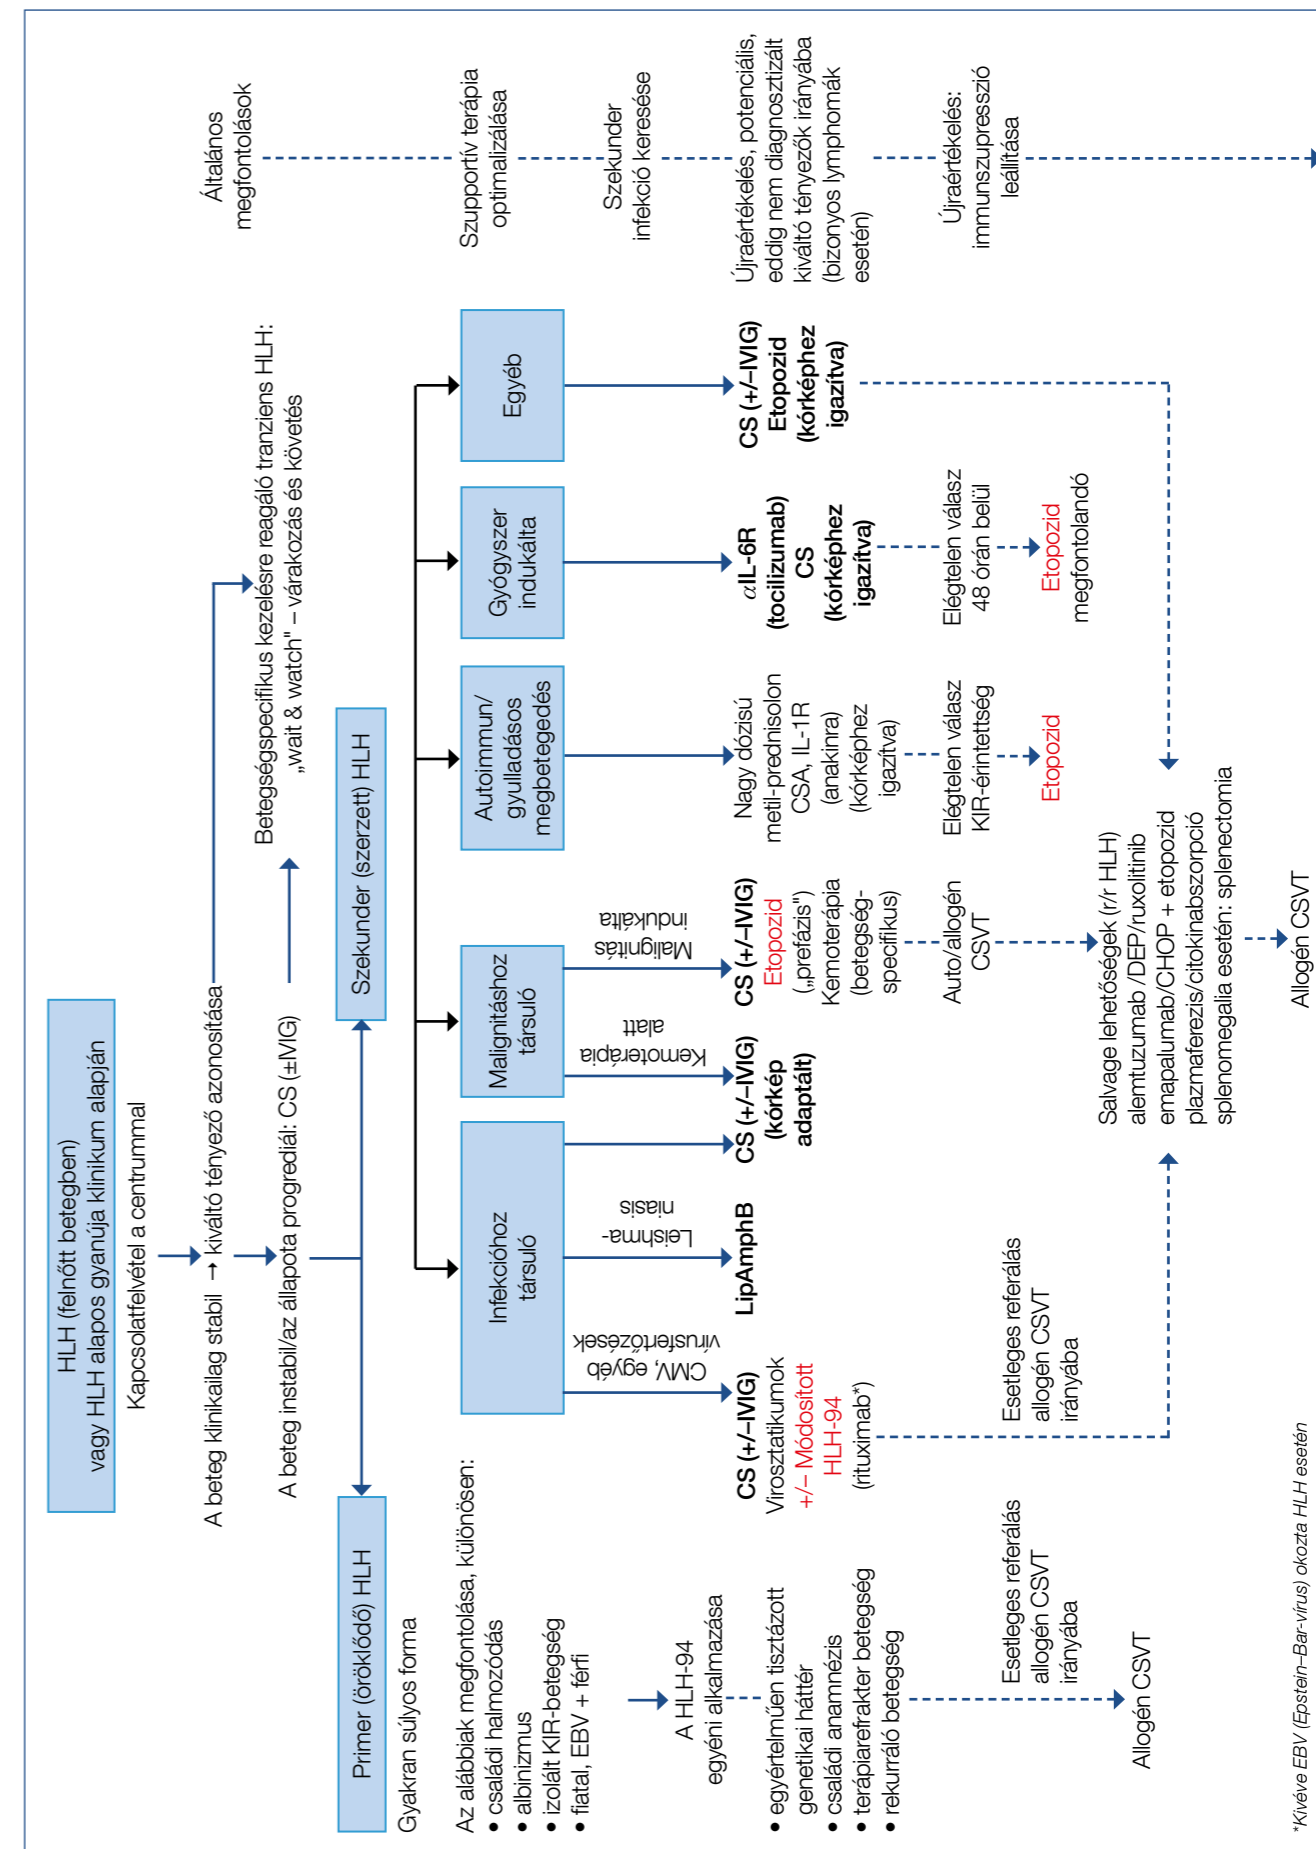 HLH (felnőtt betegben)
vagy HLH alapos gyanúja klinikum alapján
Kapcsolatfelvétel a centrummal
A beteg klinikailag stabil → kiváltó tényező azonosítása
A beteg instabil/az állapota progrediál: CS (±IVIG)
Betegségspecifikus kezelésre reagáló tranziens HLH:
„wait & watch" – várakozás és követés
Általános
megfontolások
Primer (öröklődő) HLH
Szekunder (szerzett) HLH
Gyakran súlyos forma
Az alábbiak megfontolása, különösen:
• családi halmozódás
• albinizmus
• izolált KIR-betegség
• fiatal, EBV + férfi
A HLH-94
egyéni alkalmazása
• egyértelműen tisztázott
genetikai háttér
• családi anamnézis
• terápiarefrakter betegség
• rekurráló betegség
Esetleges referálás
allogén CSVT
irányába
Allogén CSVT
Infekcióhoz
társuló
Malignitáshoz
társuló
Autoimmun/
gyulladásos
megbetegedés
Gyógyszer
indukálta
Egyéb
CMV, egyéb
vírusfertőzések
Leishma-
niasis
Kemoterápia
alatt
Malignitás
indukálta
CS (+/–IVIG)
Virosztatikumok
+/– Módosított
HLH-94
(rituximab*)
LipAmphB
CS (+/–IVIG)
(kórkép
adaptált)
CS (+/–IVIG)
Etopozid
(„prefázis")
Kemoterápia
(betegség-
specifikus)
Nagy dózisú
metil-prednisolon
CSA, IL-1R
(anakinra)
(kórképhez
igazítva)
αIL-6R
(tocilizumab)
CS
(kórképhez
igazítva)
CS (+/–IVIG)
Etopozid
(kórképhez
igazítva)
Esetleges referálás
allogén CSVT
irányába
Auto/allogén
CSVT
Elégtelen válasz
KIR-érintettség
Etopozid
Elégtelen válasz
48 órán belül
Etopozid
megfontolandó
Salvage lehetőségek (r/r HLH)
alemtuzumab /DEP/ruxolitinib
emapalumab/CHOP + etopozid
plazmaferezis/citokinabszorpció
splenomegalia esetén: splenectomia
Allogén CSVT
Szupportív terápia
optimalizálása
Szekunder
infekció keresése
Újraértékelés, potenciális,
eddig nem diagnosztizált
kiváltó tényezők irányába
(bizonyos lymphomák
esetén)
Újraértékelés:
immunszupresszió
leállítása
*Kivéve EBV (Epstein–Bar-vírus) okozta HLH esetén